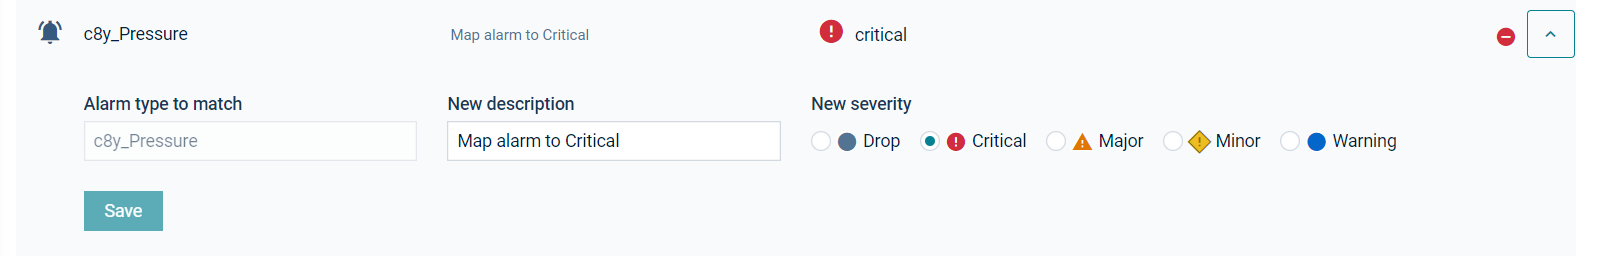 c8y_Pressure Map alarm to Critical critical
Alarm type to match New description New severity
c8y_Pressure Map alarm to Critical Drop Critical Major Minor Warning
Save